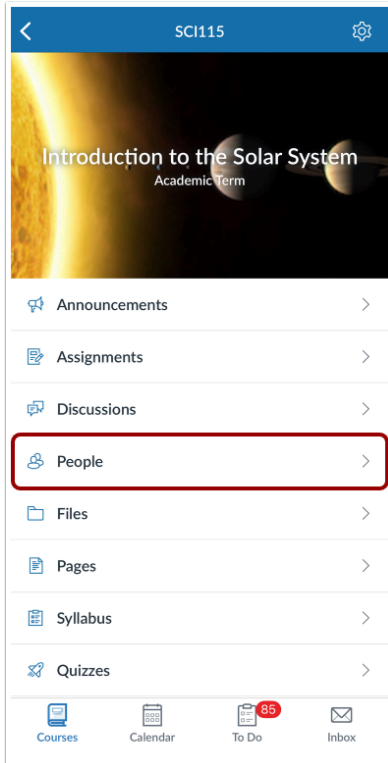 SCI115
Introduction to the Solar System
Academic Term
Announcements
Assignments
Discussions
People
Files
Pages
Syllabus
Quizzes
85
Courses Calendar To Do Inbox